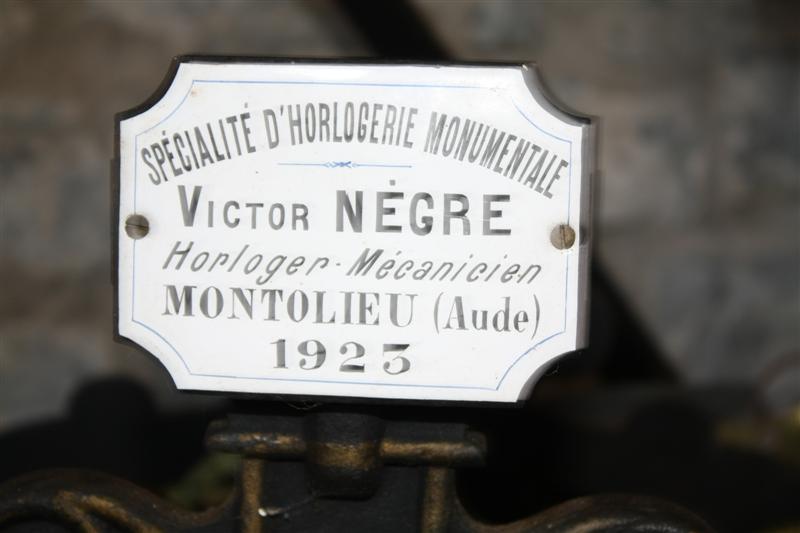 SPÉCIALITÉ D'HORLOGERIE MONUMENTALE
VICTOR NÈGRE
Horloger-Mécanicien
MONTOLIEU (Aude)
1923